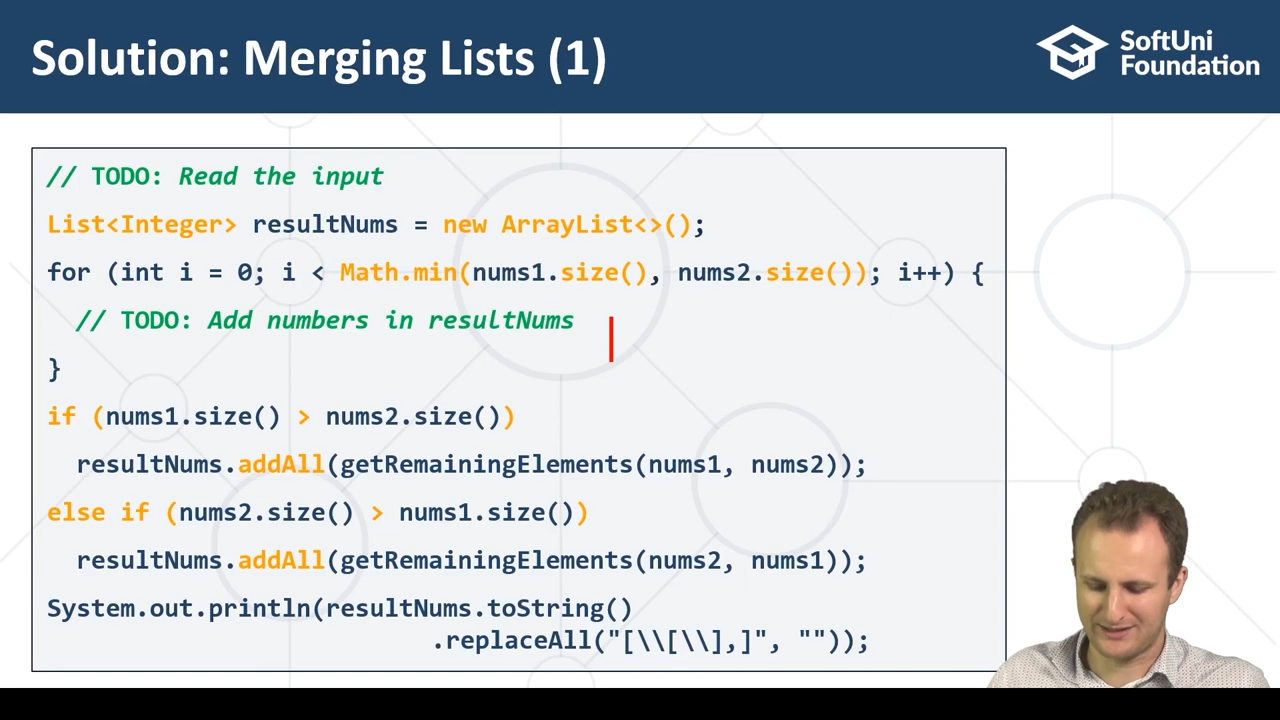 Solution: Merging Lists (1)
SoftUni
Foundation
// TODO: Read the input
List<Integer> resultNums = new ArrayList<>();
for (int i = 0; i < Math.min(nums1.size(), nums2.size()); i++) {
// TODO: Add numbers in resultNums
}
if (nums1.size() > nums2.size())
resultNums.addAll(getRemainingElements(nums1, nums2));
else if (nums2.size() > nums1.size())
resultNums.addAll(getRemainingElements(nums2, nums1));
System.out.println(resultNums.toString()
.replaceAll("[\\[\\],]", ""));